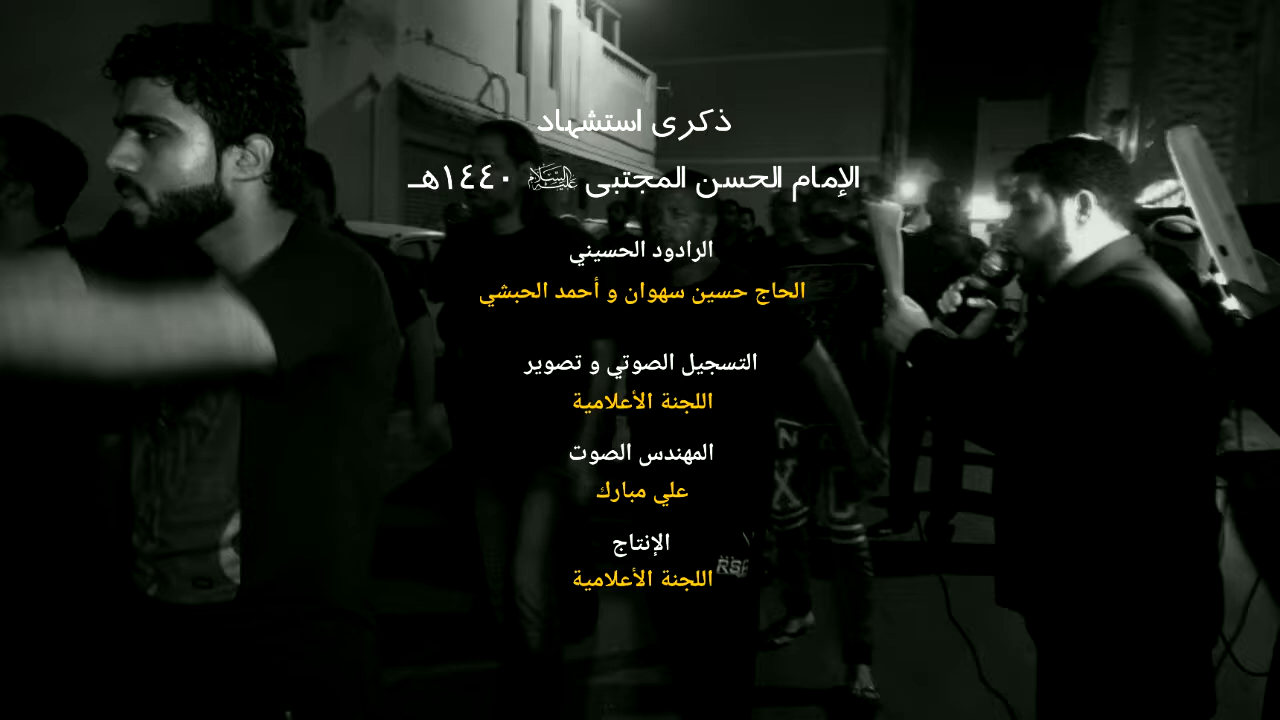 ذكرى استشهاد
الإمام الحسن المجتبى عليه السلام ١٤٤٠هـ
الرادود الحسيني
الحاج حسين سهوان و أحمد الحبشي
التسجيل الصوتي و تصوير
اللجنة الأعلامية
المهندس الصوت
علي مبارك
الإنتاج
اللجنة الأعلامية
RSF